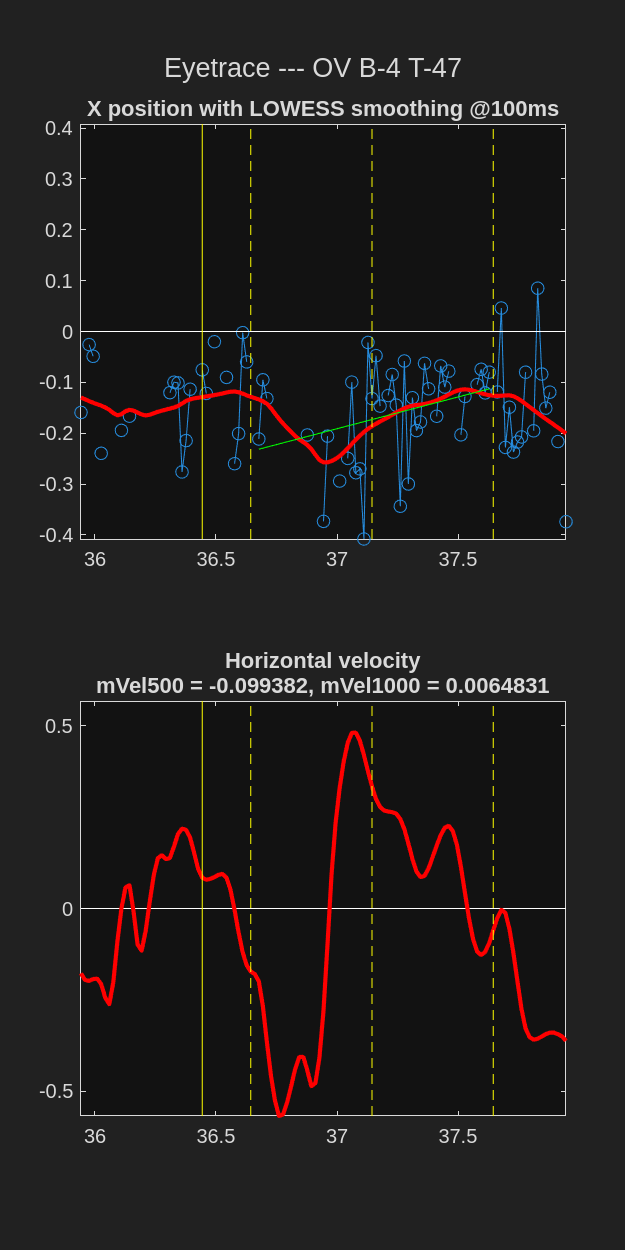 Eyetrace --- OV B-4 T-47
X position with LOWESS smoothing @100ms
0.4
0.3
0.2
0.1
0
-0.1
-0.2
-0.3
-0.4
36 36.5 37 37.5
Horizontal velocity
mVel500 = -0.099382, mVel1000 = 0.0064831
0.5
0
-0.5
36 36.5 37 37.5